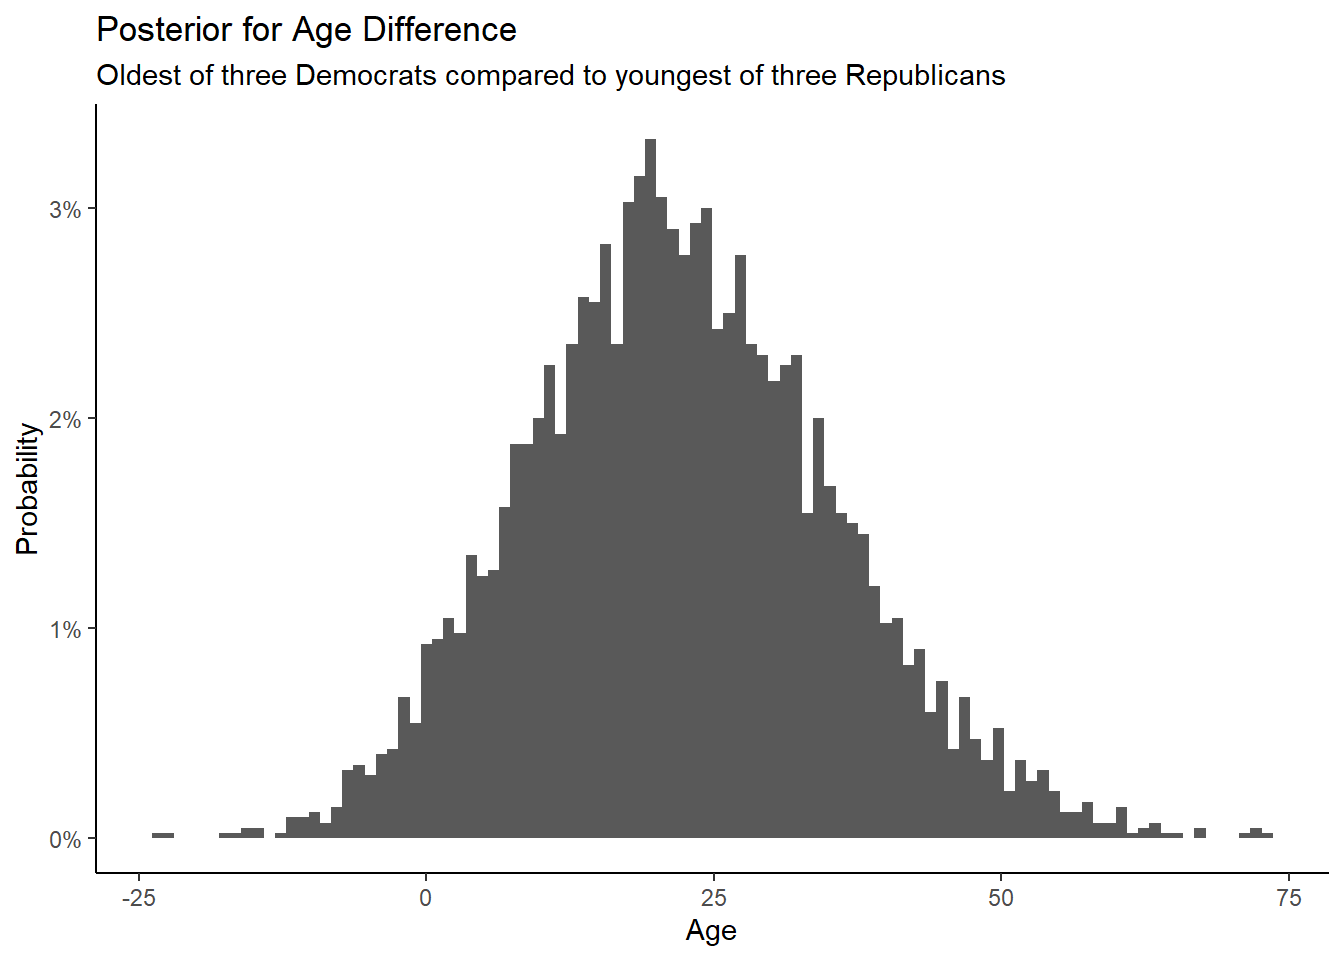 Posterior for Age Difference
Oldest of three Democrats compared to youngest of three Republicans
Probability
3%
2%
1%
0%
-25 0 25 50 75
Age